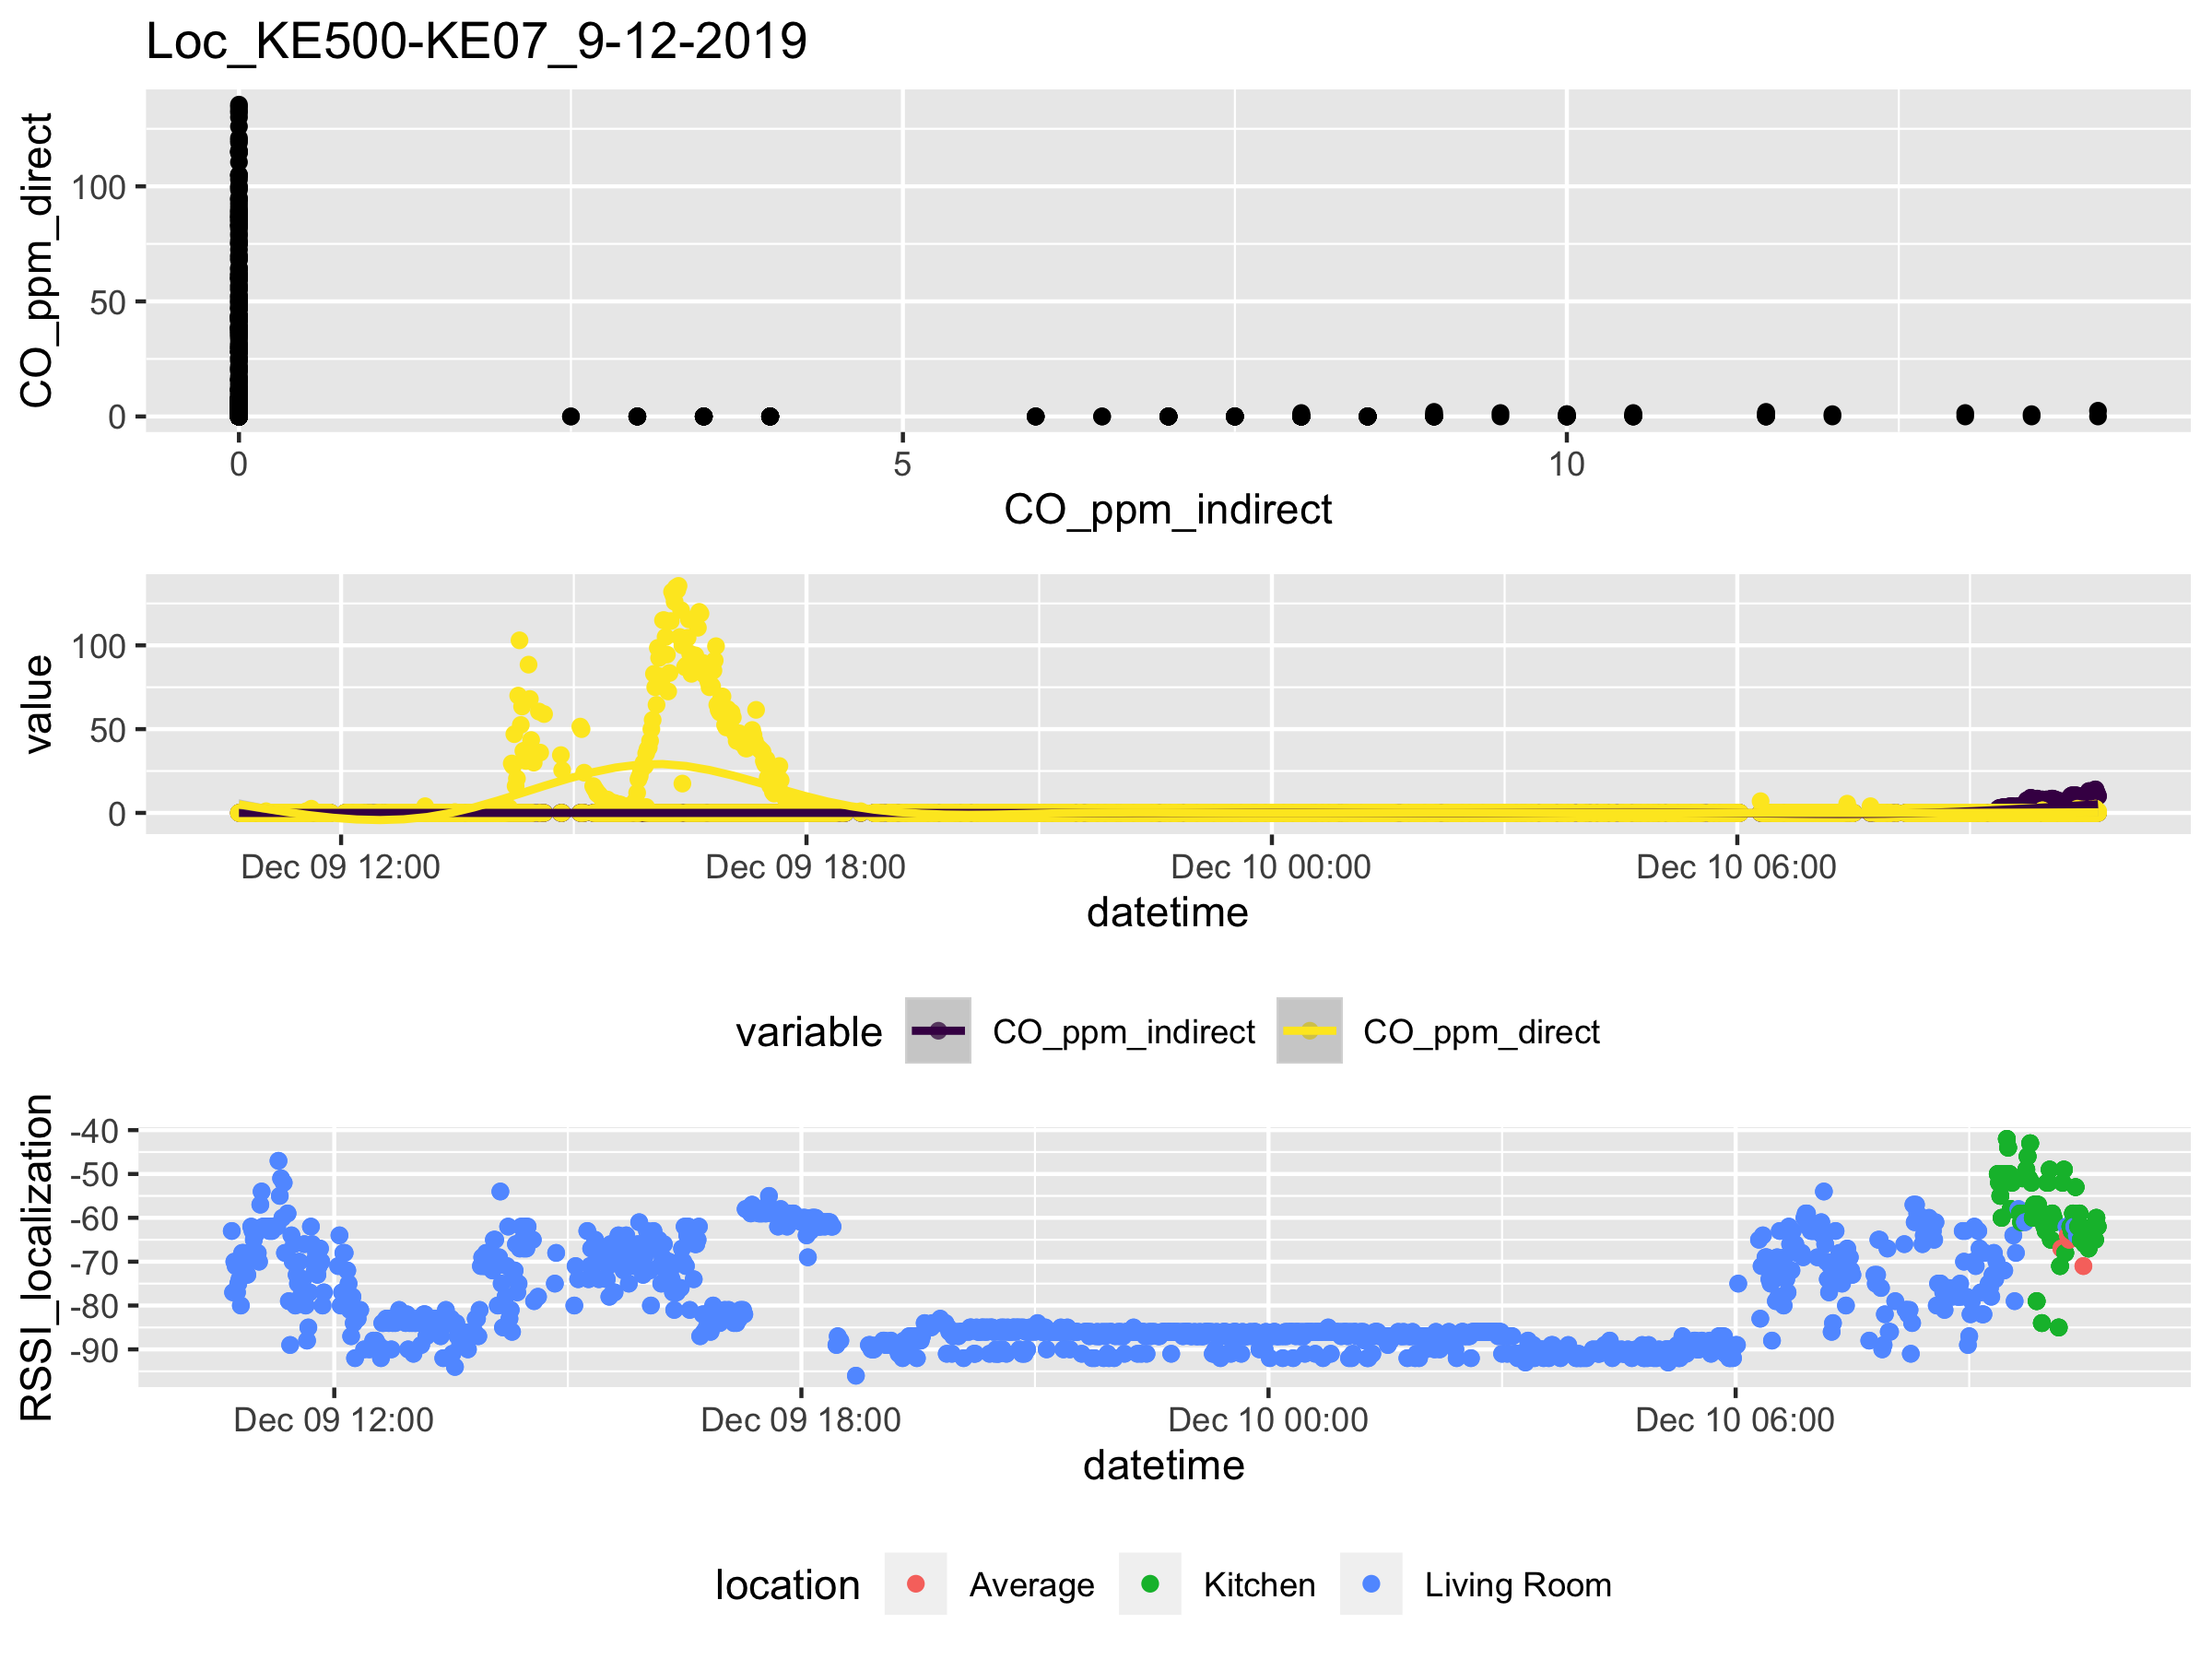 Loc_KE500-KE07_9-12-2019
CO_ppm_direct
100
50
0
0 5 10
CO_ppm_indirect
value
100
50
0
Dec 09 12:00 Dec 09 18:00 Dec 10 00:00 Dec 10 06:00
datetime
variable CO_ppm_indirect CO_ppm_direct
RSSI_localization
-40
-50
-60
-70
-80
-90
Dec 09 12:00 Dec 09 18:00 Dec 10 00:00 Dec 10 06:00
datetime
location Average Kitchen Living Room